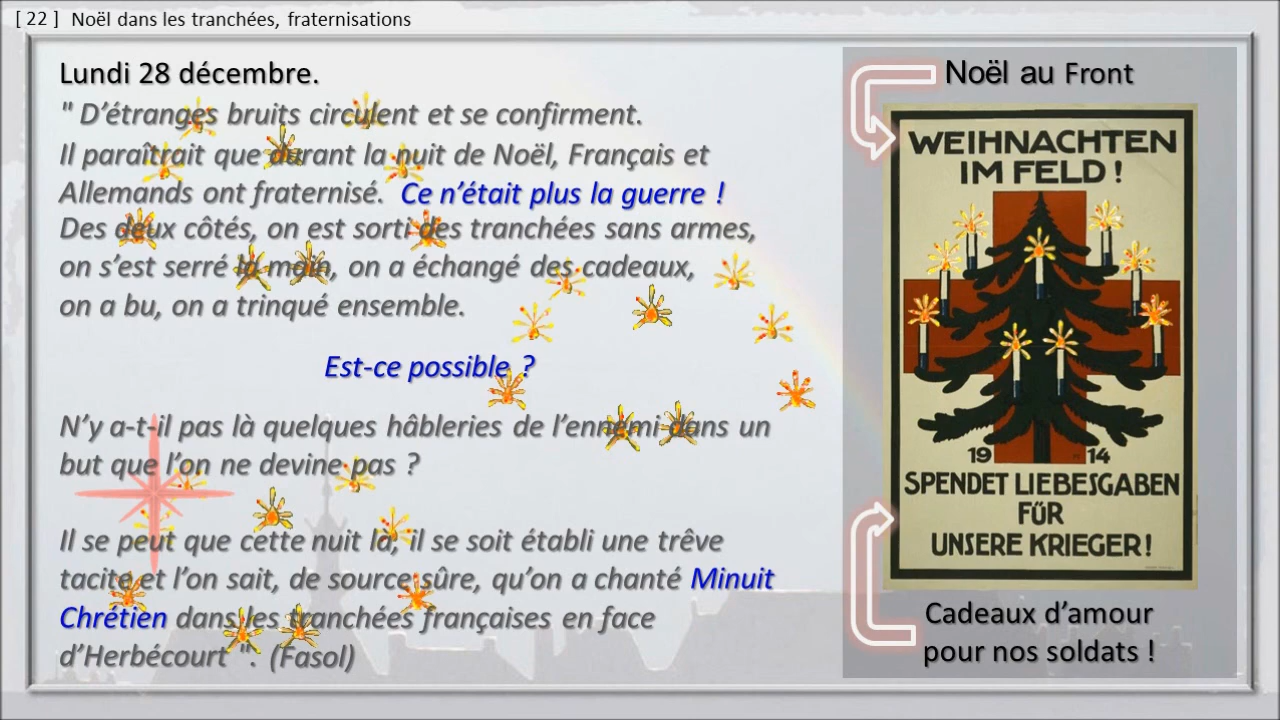 [ 22 ] Noël dans les tranchées, fraternisations
Lundi 28 décembre.
" D’étranges bruits circulent et se confirment.
Il paraîtrait que durant la nuit de Noël, Français et
Allemands ont fraternisé. Ce n’était plus la guerre !
Des deux côtés, on est sorti des tranchées sans armes,
on s’est serré la main, on a échangé des cadeaux,
on a bu, on a trinqué ensemble.
Est-ce possible ?
N’y a-t-il pas là quelques hâbleries de l’ennemi dans un
but que l’on ne devine pas ?
Il se peut que cette nuit là, il se soit établi une trêve
tacite et l’on sait, de source sûre, qu’on a chanté Minuit
Chrétien dans les tranchées françaises en face
d’Herbécourt ". (Fasol)
Noël au Front
WEIHNACHTEN
IM FELD!
19 14
SPENDET LIEBESGABEN
FÜR
UNSERE KRIEGER!
Cadeaux d’amour
pour nos soldats !